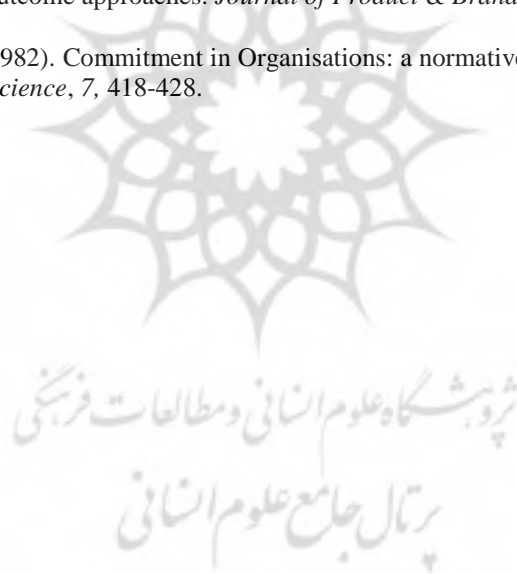 outcome approaches. Journal of Product & Brand
982). Commitment in Organisations: a normative
cience, 7, 418-428.
پژوهشگاه علوم انسانی و مطالعات فرهنگی
پرتال جامع علوم انسانی